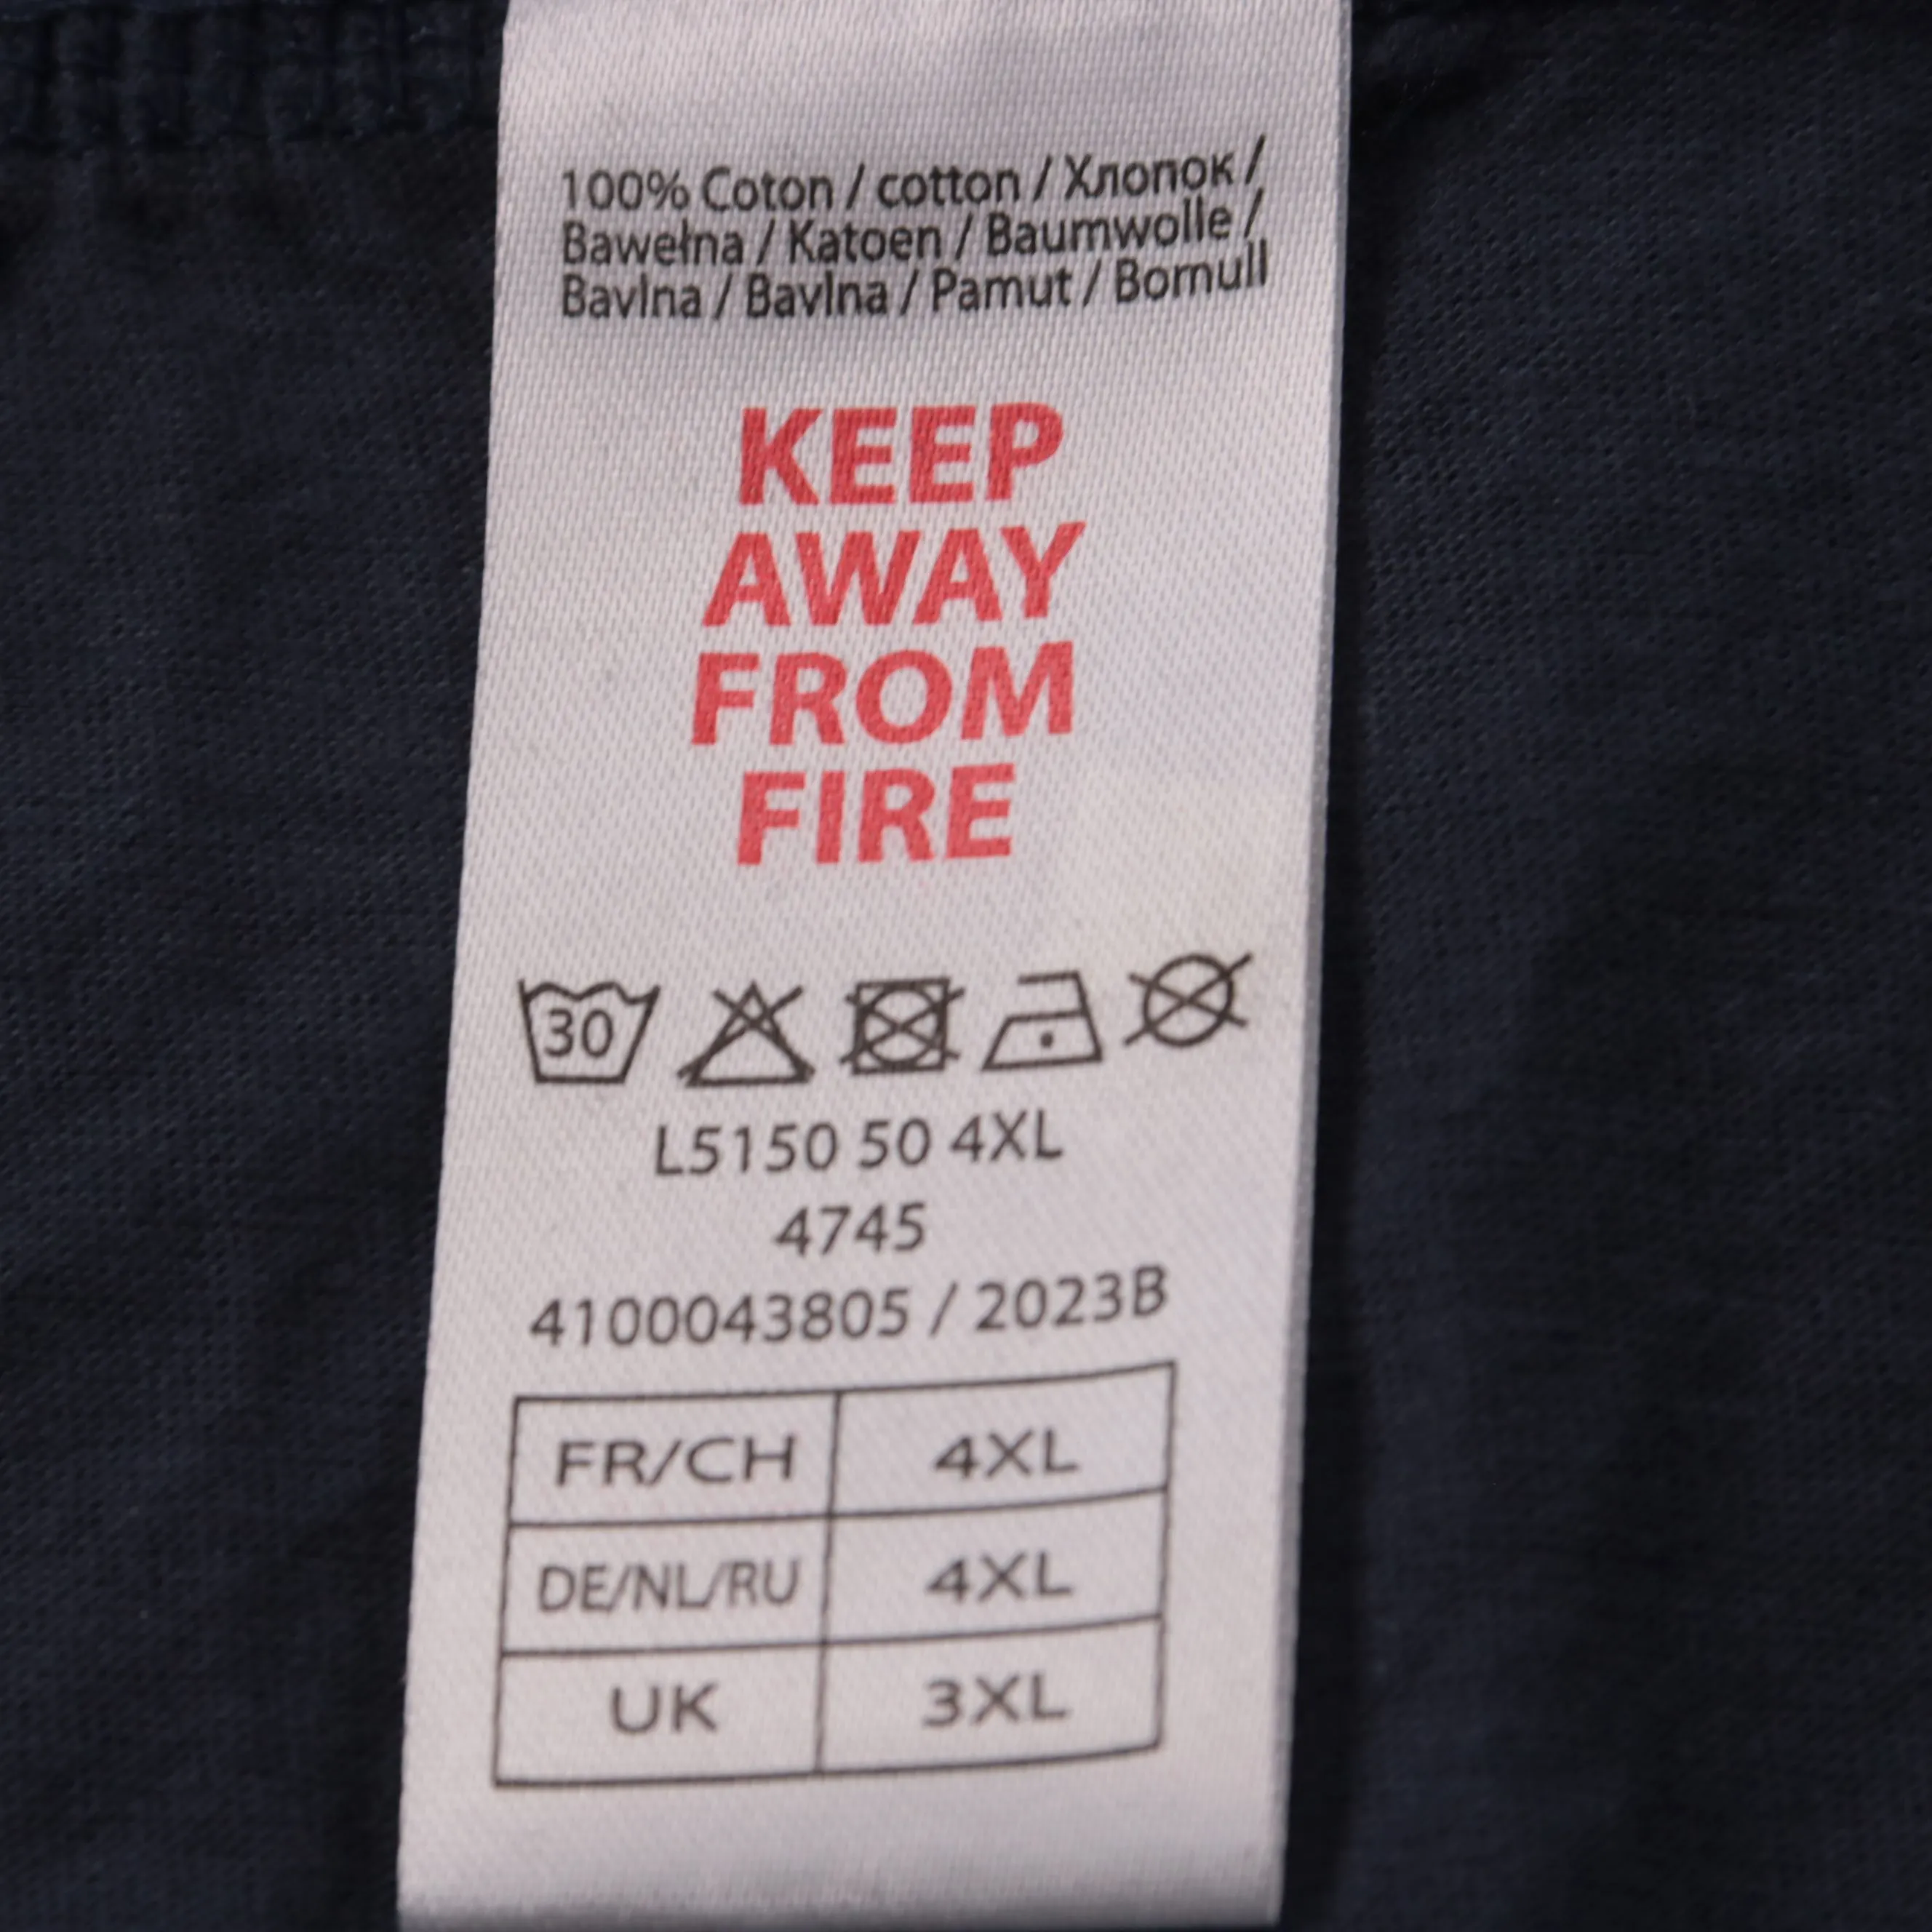 100% Coton / cotton / Хлопок /
Bawełna / Katoen / Baumwolle /
Bavlna / Bavlna / Pamut / Bomull
KEEP
AWAY
FROM
FIRE
30
L5150 50 4XL
4745
4100043805 / 2023B
FR/CH 4XL
DE/NL/RU 4XL
UK 3XL